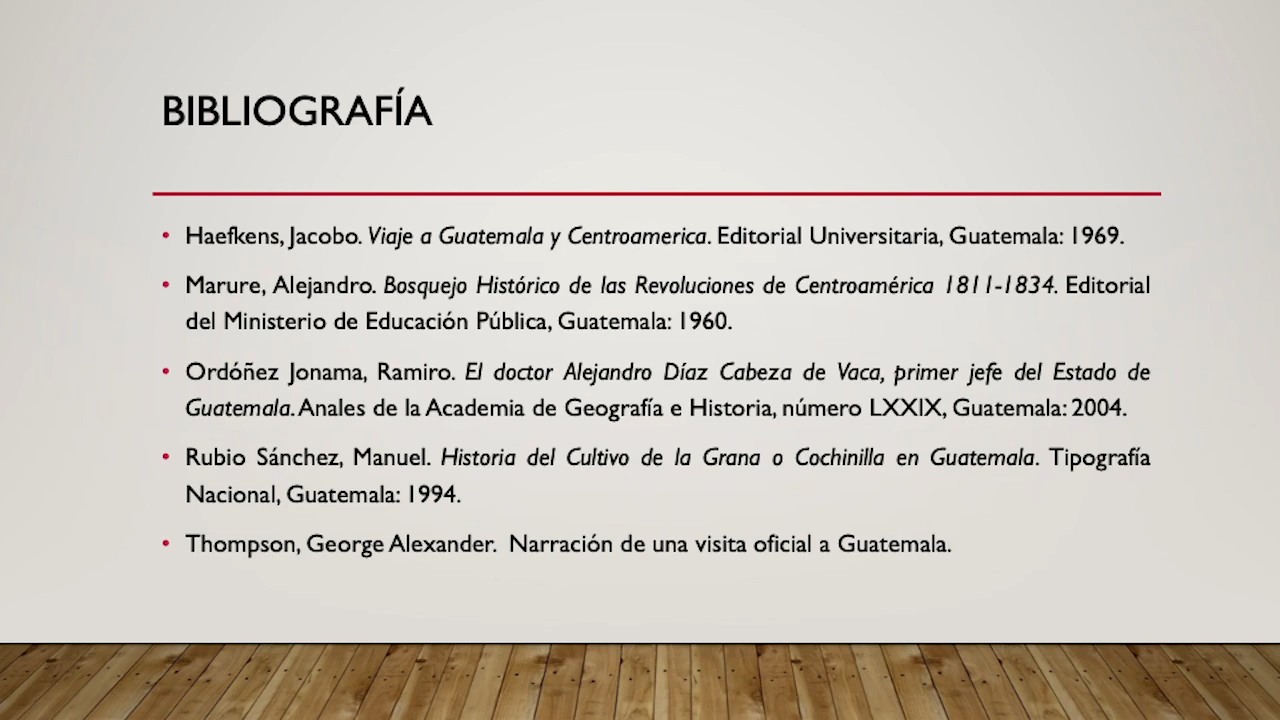 BIBLIOGRAFÍA
• Haefkens, Jacobo. Viaje a Guatemala y Centroamerica. Editorial Universitaria, Guatemala: 1969.
• Marure, Alejandro. Bosquejo Histórico de las Revoluciones de Centroamérica 1811-1834. Editorial
del Ministerio de Educación Pública, Guatemala: 1960.
• Ordóñez Jonama, Ramiro. El doctor Alejandro Díaz Cabeza de Vaca, primer jefe del Estado de
Guatemala. Anales de la Academia de Geografía e Historia, número LXXIX, Guatemala: 2004.
• Rubio Sánchez, Manuel. Historia del Cultivo de la Grana o Cochinilla en Guatemala. Tipografía
Nacional, Guatemala: 1994.
• Thompson, George Alexander. Narración de una visita oficial a Guatemala.